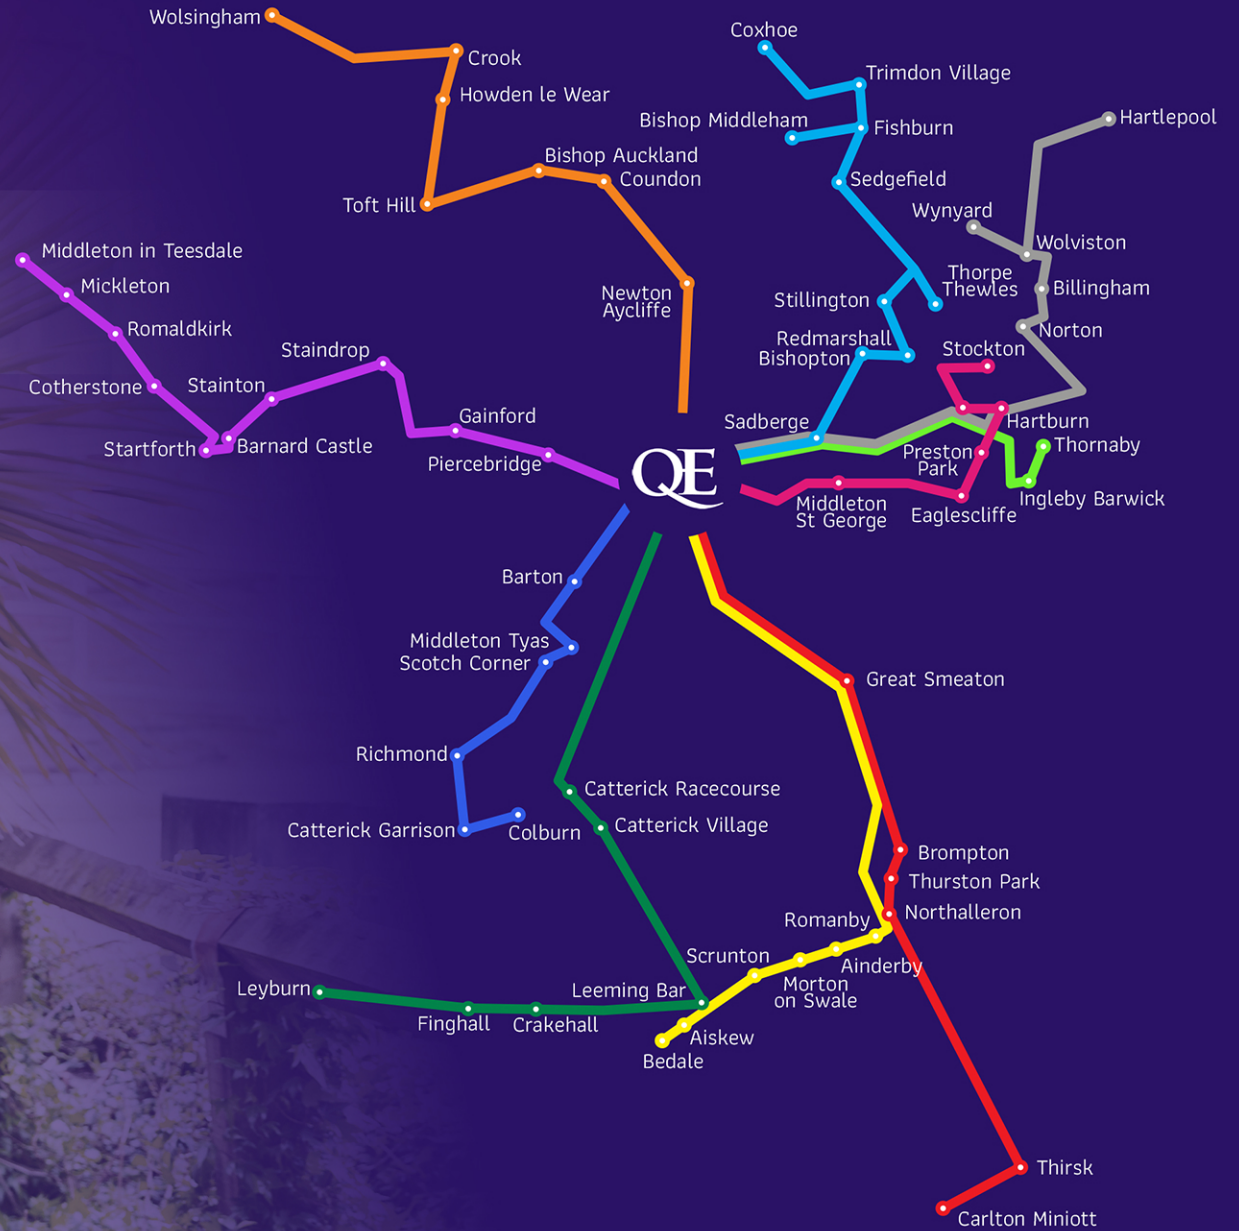 Wolsingham
Crook
Howden le Wear
Bishop Auckland
Coundon
Toft Hill
Newton
Aycliffe
Coxhoe
Trimdon Village
Bishop Middleham
Fishburn
Sedgefield
Hartlepool
Wynyard
Wolviston
Thorpe
Thewles
Billingham
Stillington
Norton
Redmarshall
Bishopton
Stockton
Sadberge
Hartburn
Preston
Park
Thornaby
Ingleby Barwick
Middleton
St George
Eaglescliffe
Middleton in Teesdale
Mickleton
Romaldkirk
Cotherstone
Staindrop
Stainton
Startforth
Barnard Castle
Gainford
Piercebridge
QE
Barton
Middleton Tyas
Scotch Corner
Richmond
Catterick Garrison
Colburn
Catterick Racecourse
Catterick Village
Great Smeaton
Brompton
Thurston Park
Northalleron
Romanby
Ainderby
Scrunton
Morton
on Swale
Leeming Bar
Leyburn
Finghall
Crakehall
Aiskew
Bedale
Thirsk
Carlton Miniott